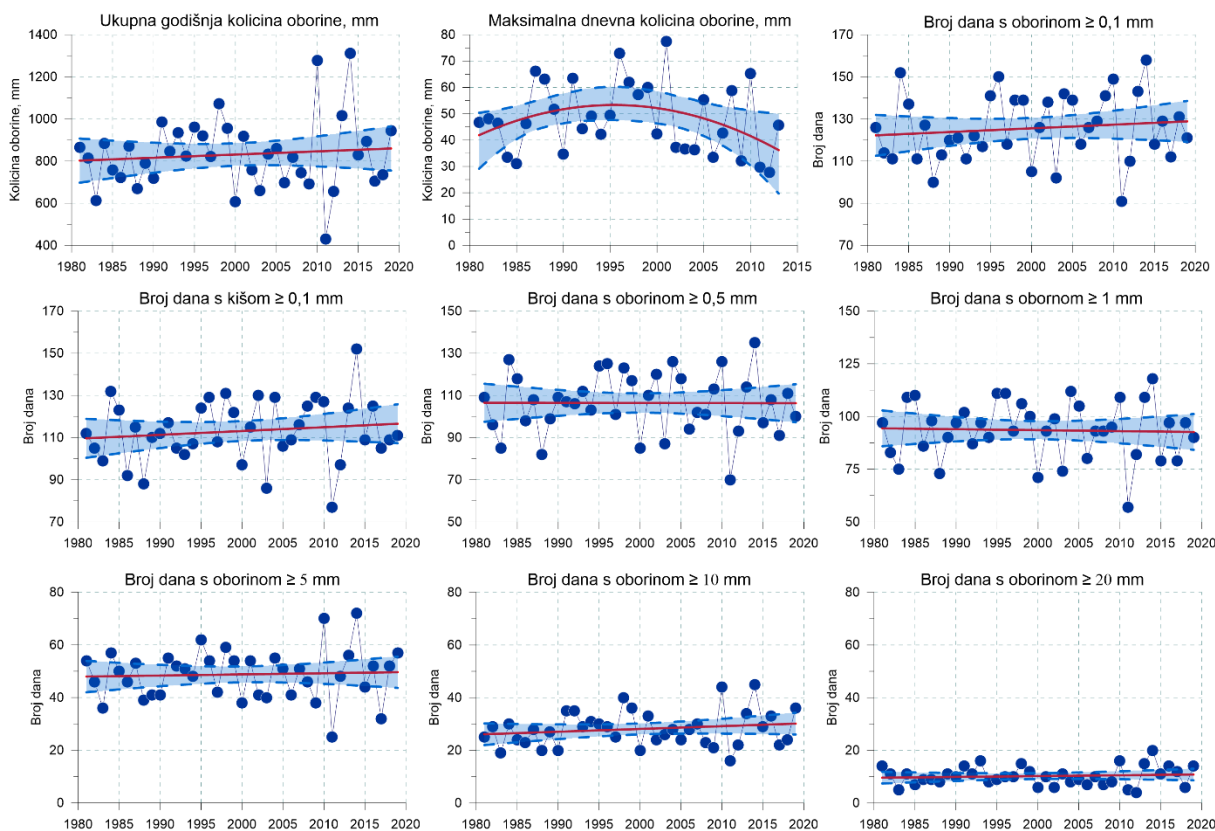 Ukupna godišnja kolicina oborine, mm
Kolicina oborine, mm
1400
1200
1000
800
600
400
1980 1985 1990 1995 2000 2005 2010 2015 2020
Maksimalna dnevna kolicina oborine, mm
Kolicina oborine, mm
80
70
60
50
40
30
20
10
0
1980 1985 1990 1995 2000 2005 2010 2015
Broj dana s oborinom ≥ 0,1 mm
Broj dana
170
150
130
110
90
70
1980 1985 1990 1995 2000 2005 2010 2015 2020
Broj dana s kišom ≥ 0,1 mm
Broj dana
170
150
130
110
90
70
1980 1985 1990 1995 2000 2005 2010 2015 2020
Broj dana s oborinom ≥ 0,5 mm
Broj dana
150
130
110
90
70
50
1980 1985 1990 1995 2000 2005 2010 2015 2020
Broj dana s obornom ≥ 1 mm
Broj dana
150
125
100
75
50
1980 1985 1990 1995 2000 2005 2010 2015 2020
Broj dana s oborinom ≥ 5 mm
Broj dana
80
60
40
20
0
1980 1985 1990 1995 2000 2005 2010 2015 2020
Broj dana s oborinom ≥ 10 mm
Broj dana
80
60
40
20
0
1980 1985 1990 1995 2000 2005 2010 2015 2020
Broj dana s oborinom ≥ 20 mm
Broj dana
80
60
40
20
0
1980 1985 1990 1995 2000 2005 2010 2015 2020